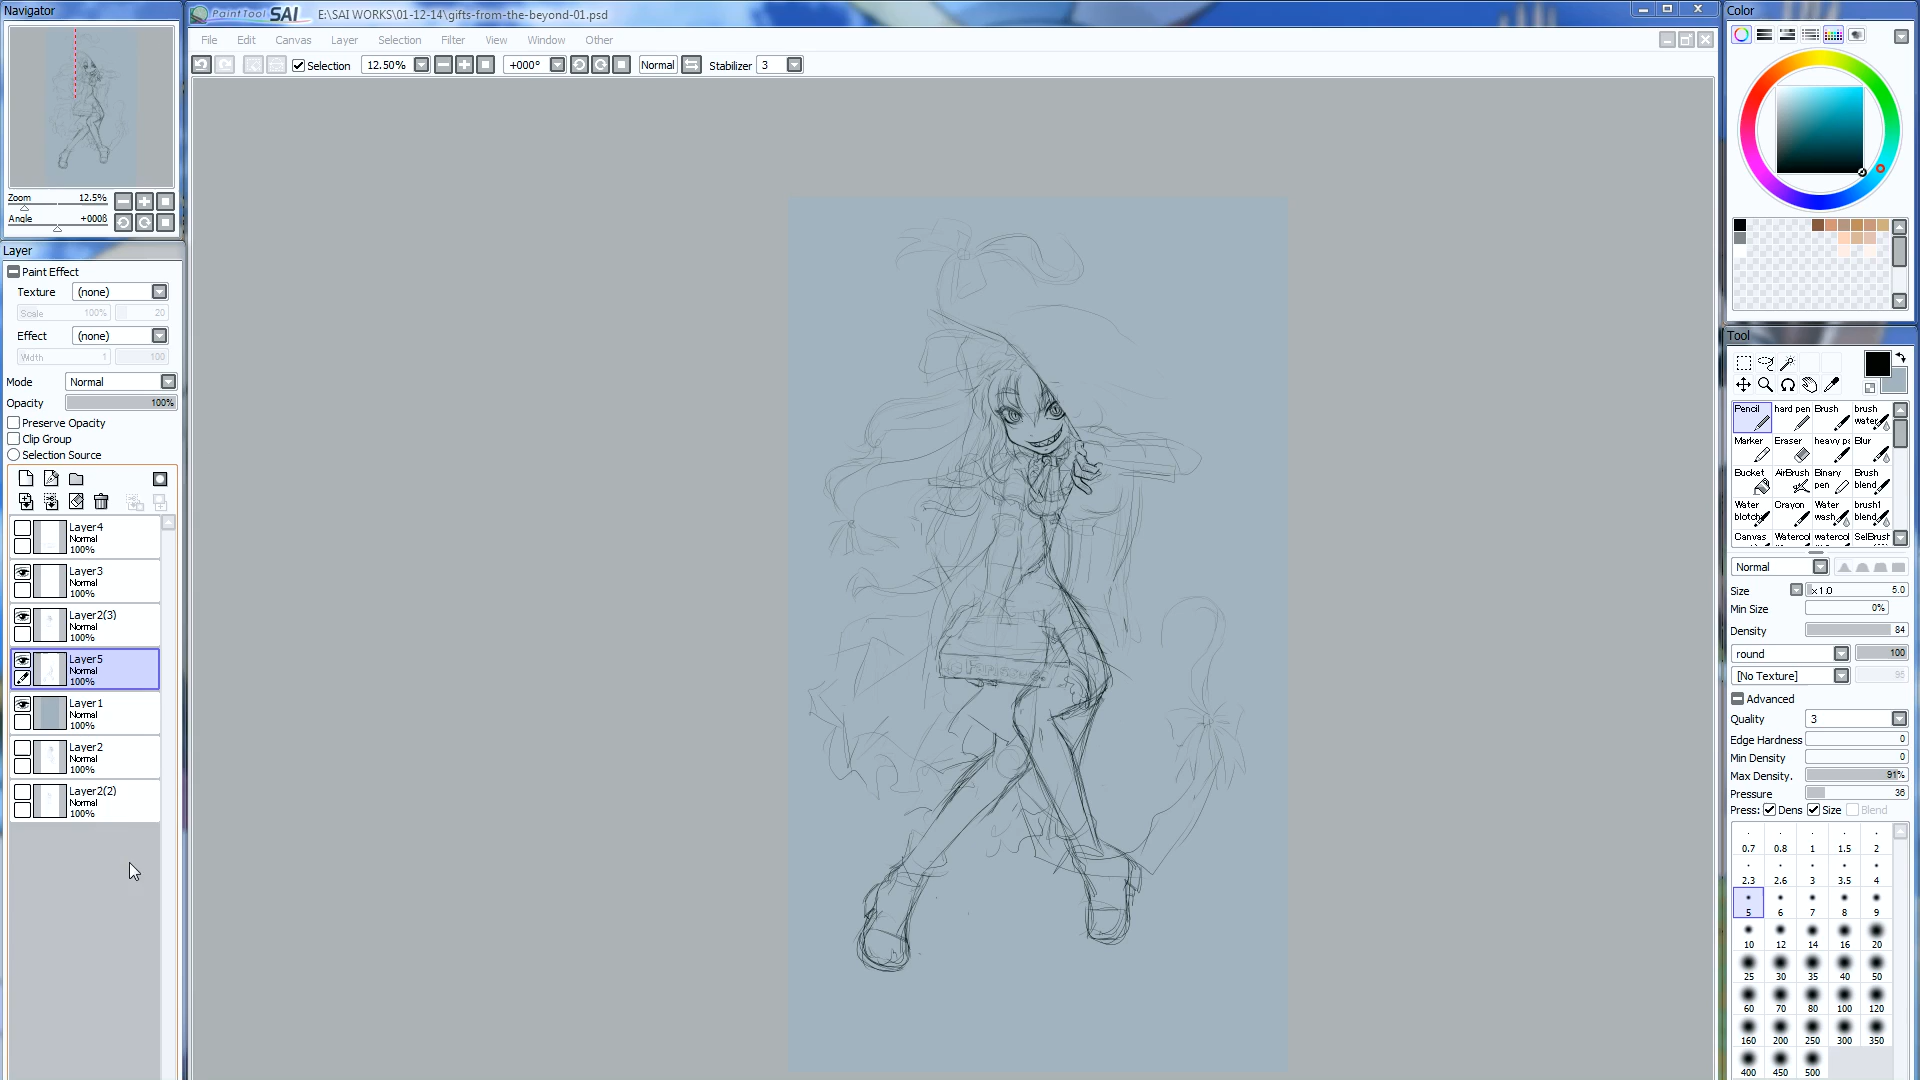 Navigator
PaintTool SAI E:\SAI WORKS\01-12-14\gifts-from-the-beyond-01.psd
Color
File Edit Canvas Layer Selection Filter View Window Other
Selection 12.50% +000° Normal Stabilizer 3
Zoom 12.5%
Angle +000ß
Layer
Paint Effect
Texture (none)
Scale 100% 20
Effect (none)
Width 1 100
Mode Normal
Opacity 100%
Preserve Opacity
Clip Group
Selection Source
Layer4
Normal
100%
Layer3
Normal
100%
Layer2(3)
Normal
100%
Layer5
Normal
100%
Layer1
Normal
100%
Layer2
Normal
100%
Layer2(2)
Normal
100%
Tool
Pencil hard pen Brush brush water
Marker Eraser heavy pa Blur
Bucket AirBrush Binary pen Brush blend
Water blotch Crayon Water wash brush1 blend
Canvas Watercol watercol SelBrush
Normal
Size x1.0 5.0
Min Size 0%
Density 84
round 100
[No Texture] 95
Advanced
Quality 3
Edge Hardness 0
Min Density 0
Max Density. 91%
Pressure 36
Press: Dens Size Blend
0.7 0.8 1 1.5 2
2.3 2.6 3 3.5 4
5 6 7 8 9
10 12 14 16 20
25 30 35 40 50
60 70 80 100 120
160 200 250 300 350
400 450 500